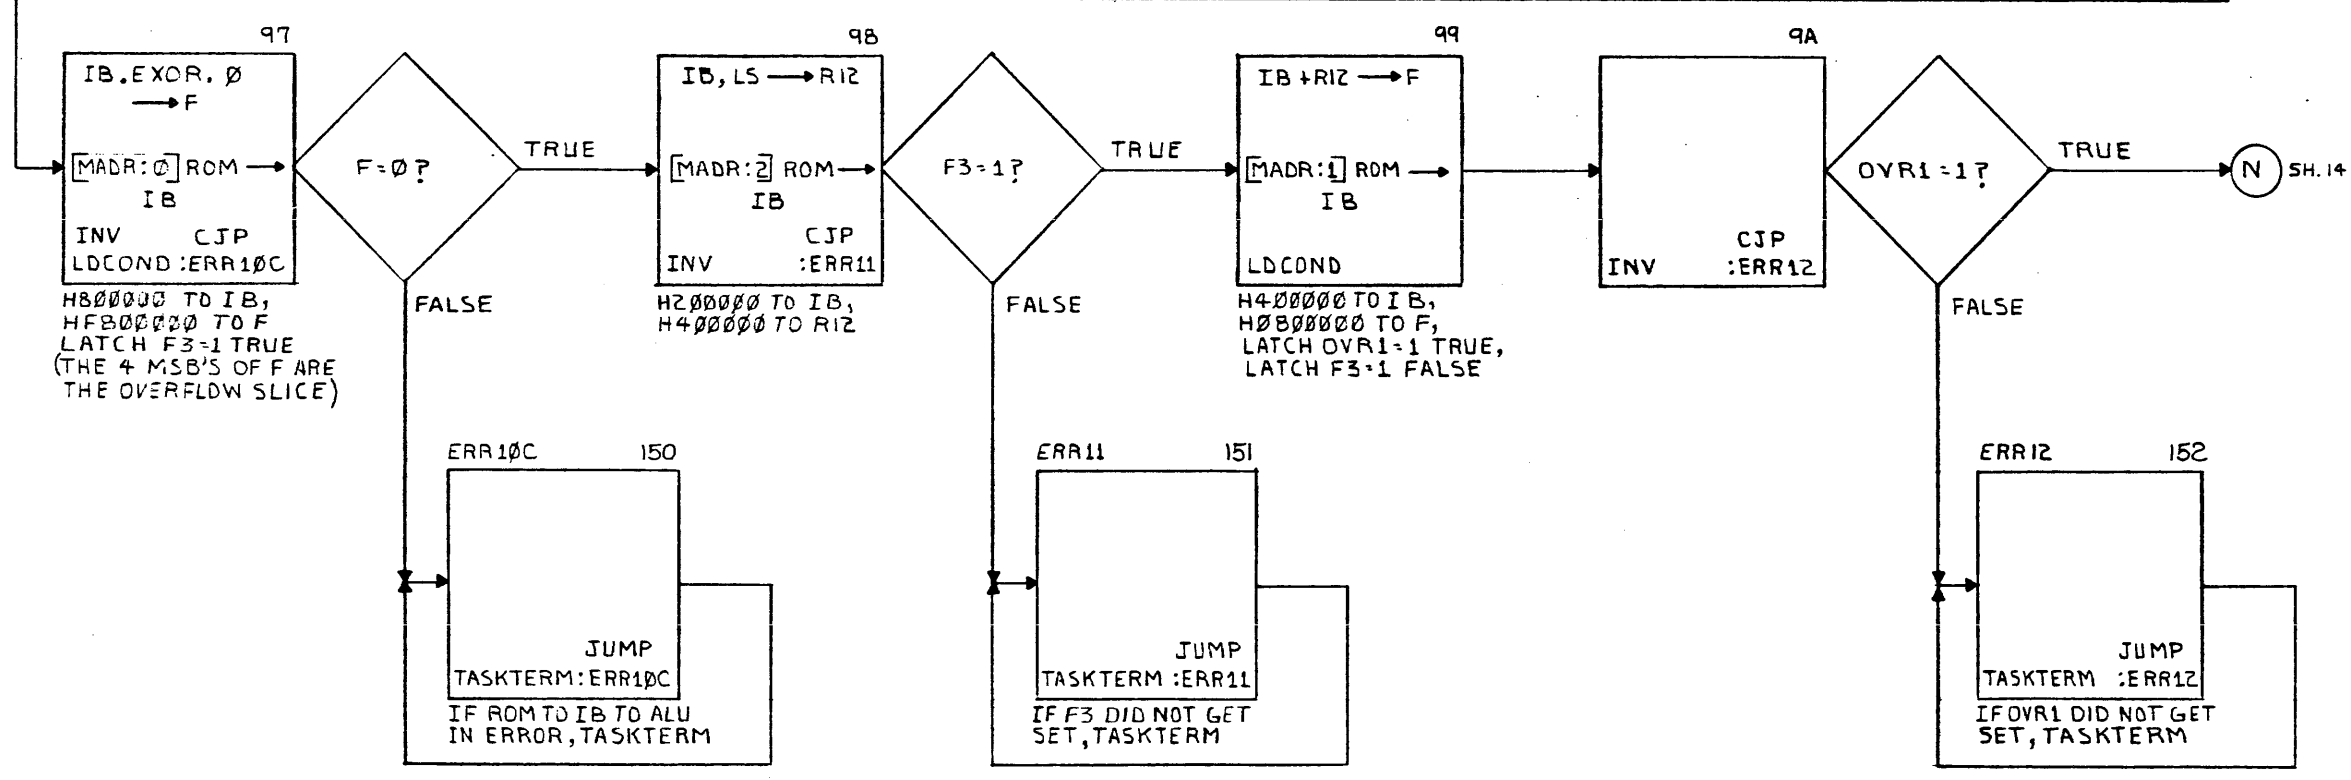 97
IB.EXOR. Ø
→ F
[MADR:Ø] ROM →
IB
INV CJP
LDCOND :ERR1ØC
H8ØØØØØ TO IB,
HF8ØØØØØ TO F
LATCH F3=1 TRUE
(THE 4 MSB'S OF F ARE
THE OVERFLOW SLICE)
F=Ø?
TRUE
FALSE
98
IB, LS → R12
[MADR:2] ROM →
IB
CJP
INV :ERR11
H2ØØØØØ TO IB,
H4ØØØØØ TO R12
F3=1?
TRUE
FALSE
99
IB +R12 → F
[MADR:1] ROM →
IB
LDCOND
H4ØØØØØ TO IB,
HØ8ØØØØØ TO F,
LATCH OVR1=1 TRUE,
LATCH F3=1 FALSE
9A
CJP
INV :ERR12
OVR1=1?
TRUE
FALSE
N SH.14
ERR1ØC 150
JUMP
TASKTERM:ERR1ØC
IF ROM TO IB TO ALU
IN ERROR, TASKTERM
ERR11 151
JUMP
TASKTERM :ERR11
IF F3 DID NOT GET
SET, TASKTERM
ERR12 152
JUMP
TASKTERM :ERR12
IF OVR1 DID NOT GET
SET, TASKTERM